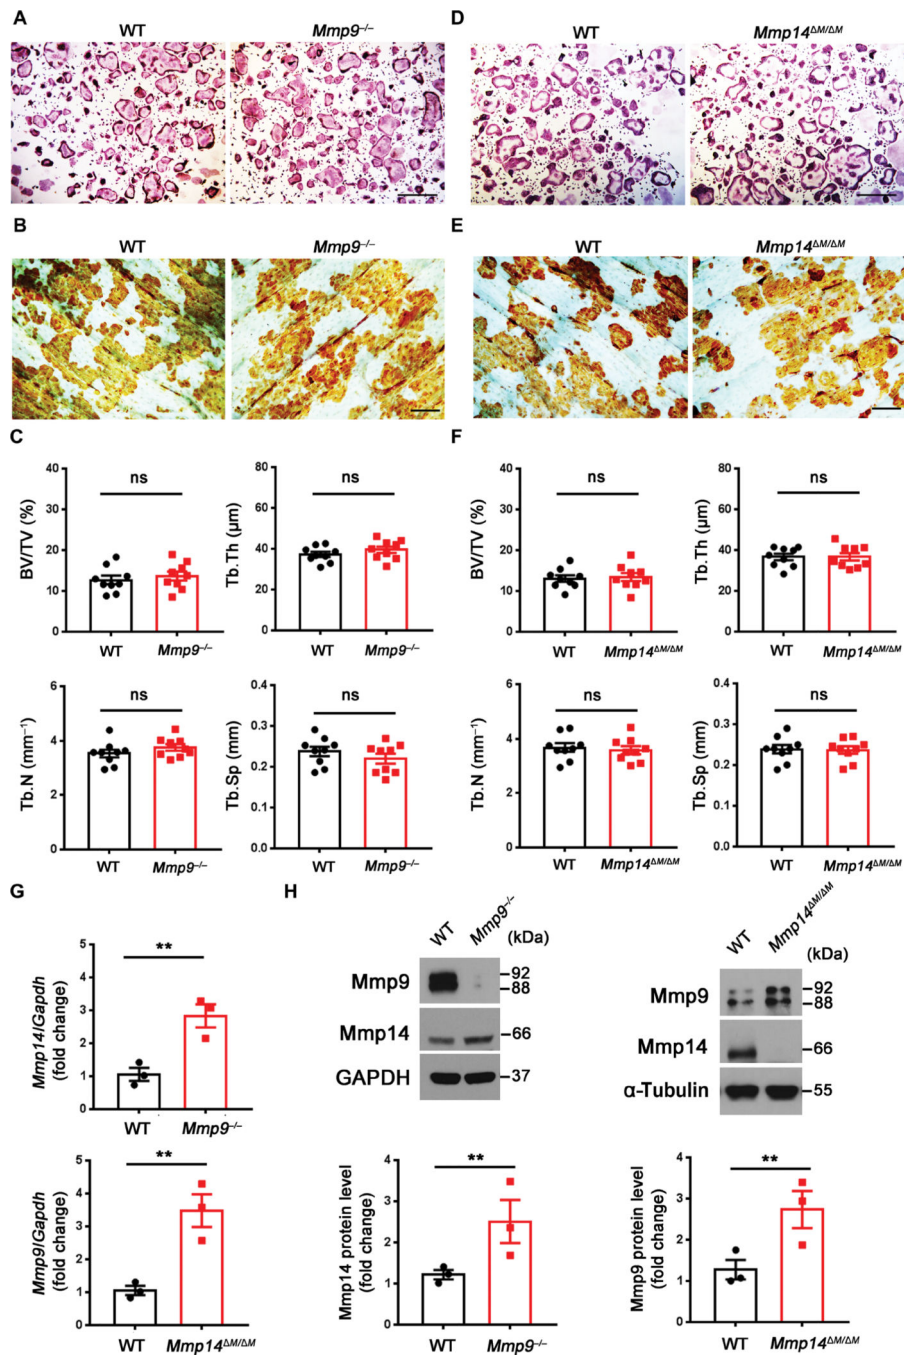 A
WT
Mmp9⁻/⁻
D
WT
Mmp14ΔM/ΔM
B
WT
Mmp9⁻/⁻
E
WT
Mmp14ΔM/ΔM
C
BV/TV (%)
40
30
20
10
0
ns
WT
Mmp9⁻/⁻
Tb.Th (µm)
80
60
40
20
0
ns
WT
Mmp9⁻/⁻
F
BV/TV (%)
40
30
20
10
0
ns
WT
Mmp14ΔM/ΔM
Tb.Th (µm)
80
60
40
20
0
ns
WT
Mmp14ΔM/ΔM
Tb.N (mm⁻¹)
6
4
2
0
ns
WT
Mmp9⁻/⁻
Tb.Sp (mm)
0.4
0.3
0.2
0.1
0.0
ns
WT
Mmp9⁻/⁻
Tb.N (mm⁻¹)
6
4
2
0
ns
WT
Mmp14ΔM/ΔM
Tb.Sp (mm)
0.4
0.3
0.2
0.1
0.0
ns
WT
Mmp14ΔM/ΔM
G
Mmp14/Gapdh
(fold change)
5
4
3
2
1
0
**
WT
Mmp9⁻/⁻
Mmp9/Gapdh
(fold change)
5
4
3
2
1
0
**
WT
Mmp14ΔM/ΔM
H
WT
Mmp9⁻/⁻
(kDa)
Mmp9
92
88
Mmp14
66
GAPDH
37
WT
Mmp14ΔM/ΔM
(kDa)
Mmp9
92
88
Mmp14
66
α-Tubulin
55
Mmp14 protein level
(fold change)
4
3
2
1
0
**
WT
Mmp9⁻/⁻
Mmp9 protein level
(fold change)
4
3
2
1
0
**
WT
Mmp14ΔM/ΔM